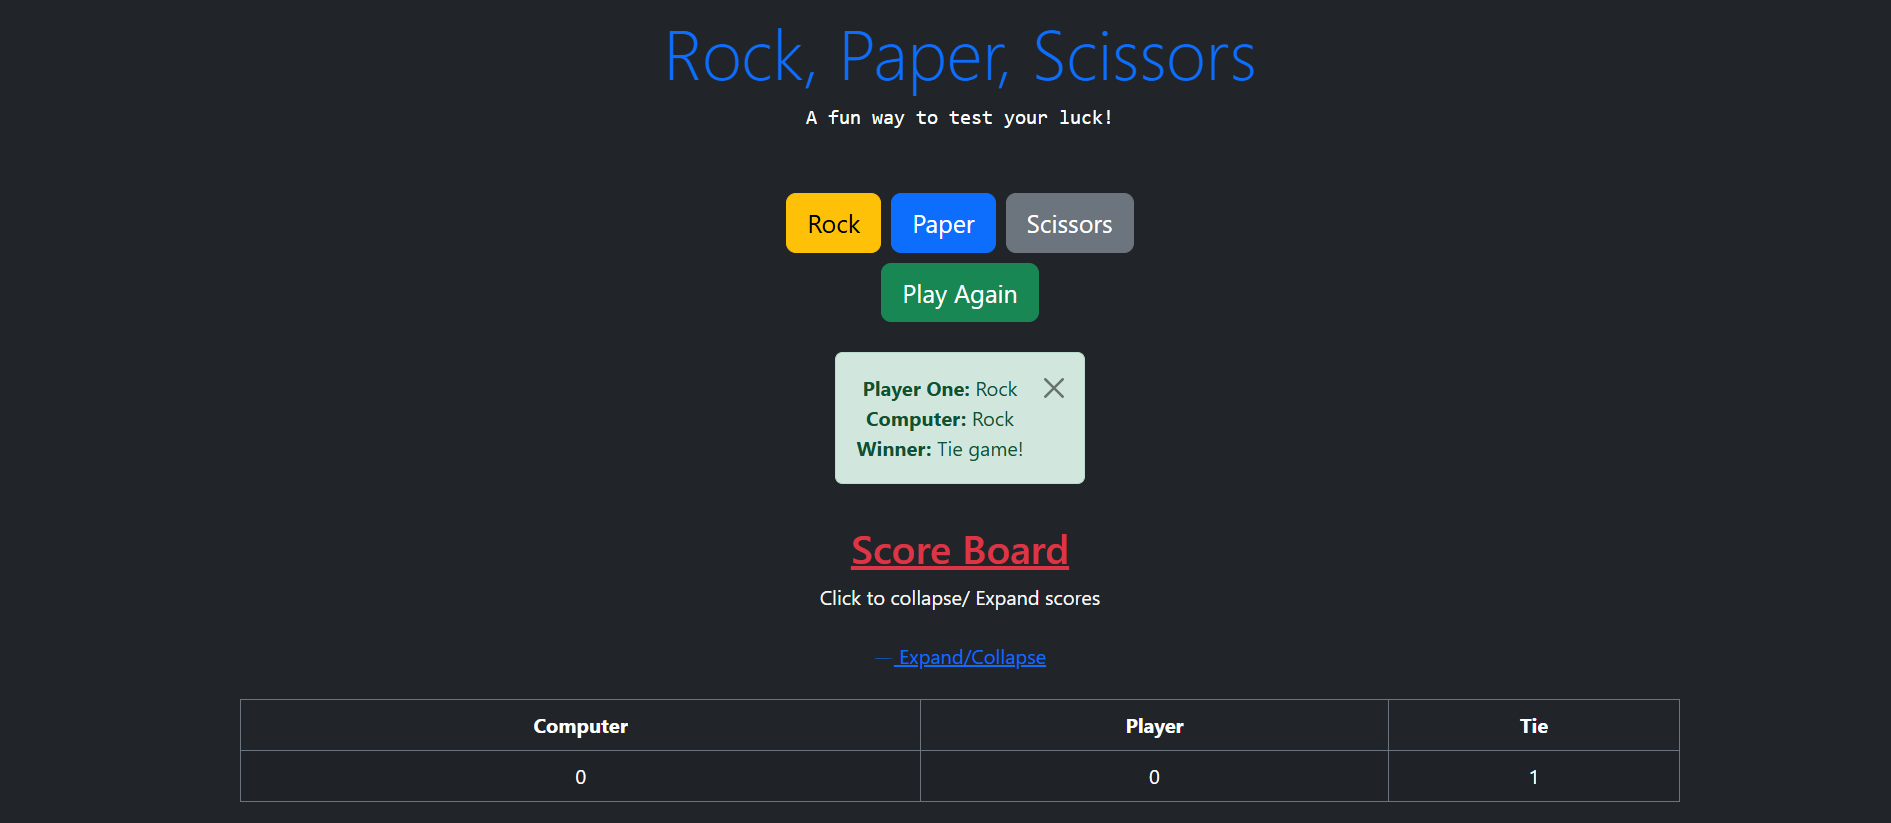 Rock, Paper, Scissors
A fun way to test your luck!
Rock Paper Scissors
Play Again
Player One: Rock
Computer: Rock
Winner: Tie game!
Score Board
Click to collapse/ Expand scores
— Expand/Collapse
Computer Player Tie
0 0 1